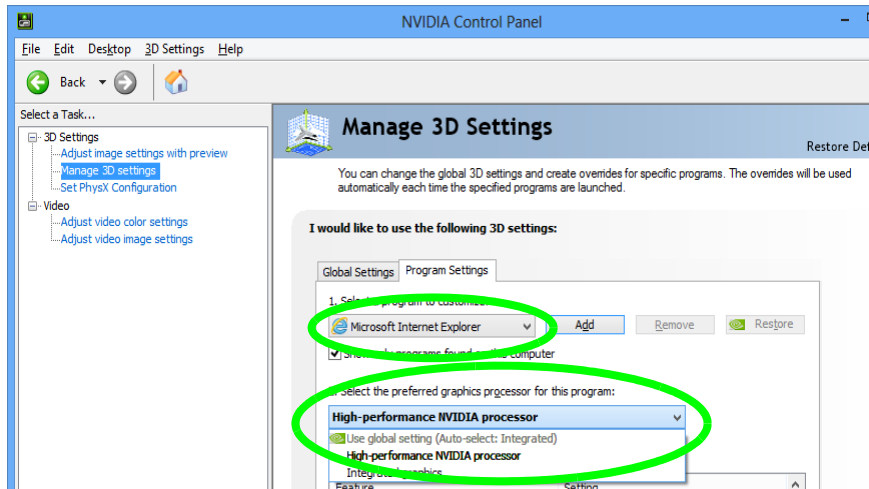 NVIDIA Control Panel
File Edit Desktop 3D Settings Help
Back
Select a Task...
3D Settings
Adjust image settings with preview
Manage 3D settings
Set PhysX Configuration
Video
Adjust video color settings
Adjust video image settings
Manage 3D Settings
Restore Def
You can change the global 3D settings and create overrides for specific programs. The overrides will be used
automatically each time the specified programs are launched.
I would like to use the following 3D settings:
Global Settings Program Settings
1. Select a program to customize
Microsoft Internet Explorer Add Remove Restore
Show only programs found on this computer
Select the preferred graphics processor for this program:
High-performance NVIDIA processor
Use global setting (Auto-select: Integrated)
High-performance NVIDIA processor
Integrated graphics
Feature Setting